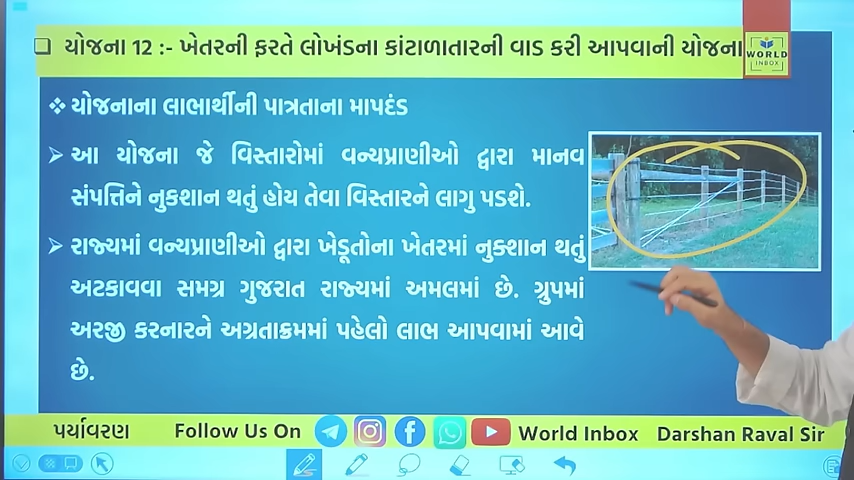 ❑ યોજના 12 :- ખેતરની ફરતે લોખંડના કાંટાળાતારની વાડ કરી આપવાની યોજના
WORLD
INBOX
❖ યોજનાના લાભાર્થીની પાત્રતાના માપદંડ
➢ આ યોજના જે વિસ્તારોમાં વન્યપ્રાણીઓ દ્વારા માનવ
સંપત્તિને નુકશાન થતું હોય તેવા વિસ્તારને લાગુ પડશે.
➢ રાજ્યમાં વન્યપ્રાણીઓ દ્વારા ખેડૂતોના ખેતરમાં નુક્શાન થતું
અટકાવવા સમગ્ર ગુજરાત રાજ્યમાં અમલમાં છે. ગ્રુપમાં
અરજી કરનારને અગ્રતાક્રમમાં પહેલો લાભ આપવામાં આવે
છે.
પર્યાવરણ Follow Us On World Inbox Darshan Raval Sir